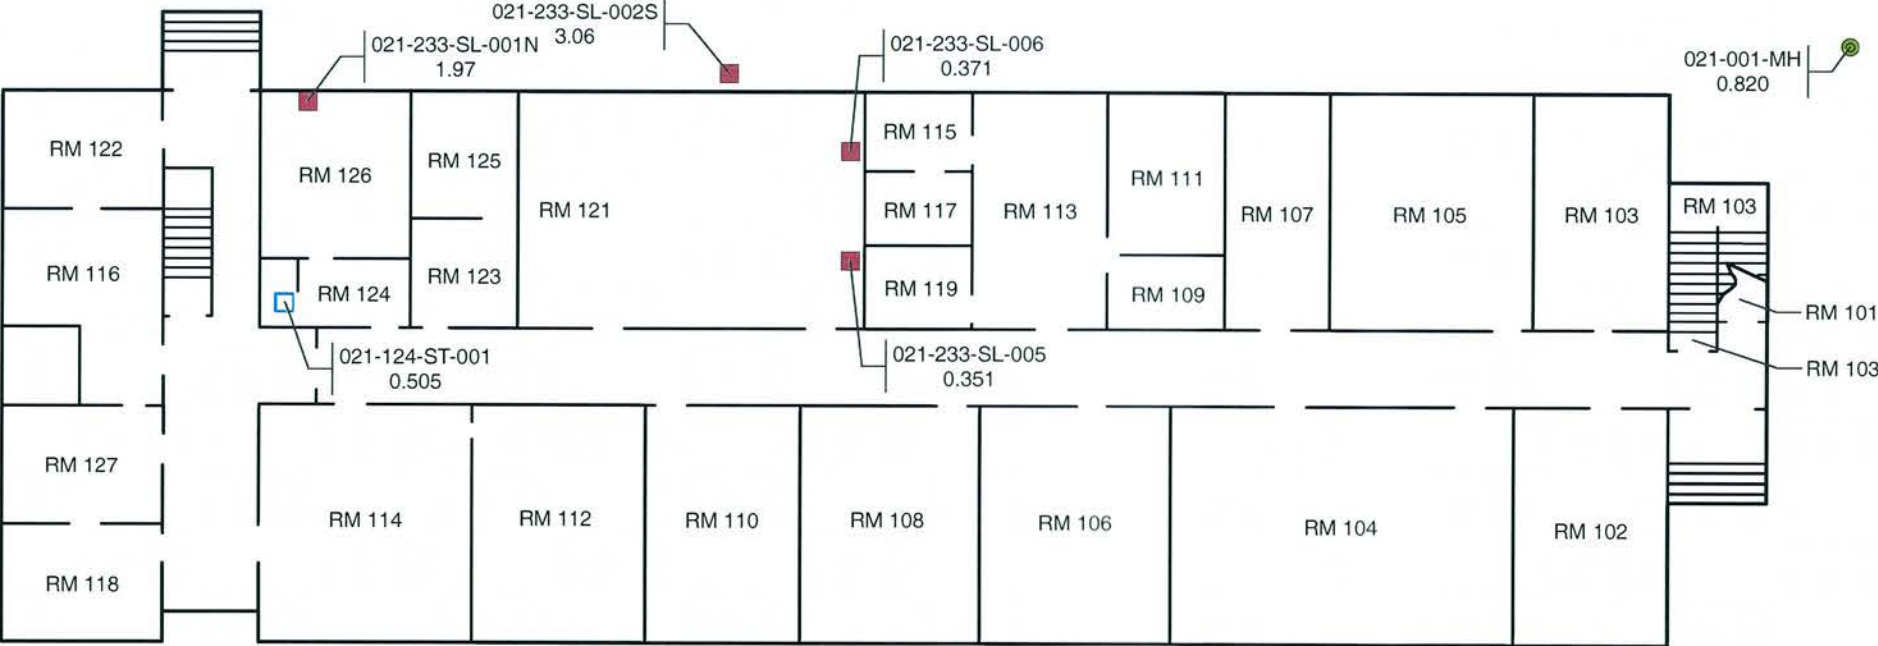 021-233-SL-002S
3.06
021-233-SL-001N
1.97
021-233-SL-006
0.371
021-001-MH
0.820
RM 122
RM 126
RM 125
RM 121
RM 115
RM 117
RM 113
RM 111
RM 107
RM 105
RM 103
RM 103
RM 116
RM 124
RM 123
RM 119
RM 109
RM 101
RM 103
021-124-ST-001
0.505
021-233-SL-005
0.351
RM 127
RM 114
RM 112
RM 110
RM 108
RM 106
RM 104
RM 102
RM 118